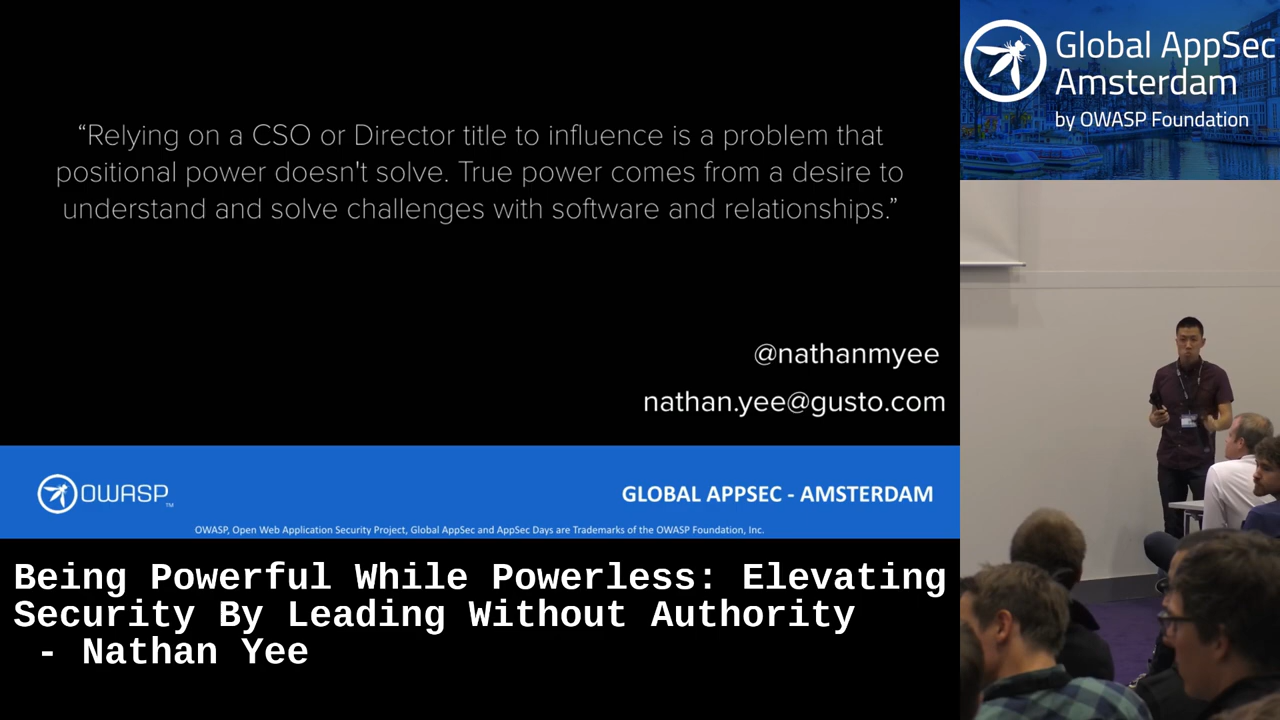 “Relying on a CSO or Director title to influence is a problem that
positional power doesn't solve. True power comes from a desire to
understand and solve challenges with software and relationships.”
@nathanmyee
nathan.yee@gusto.com
OWASP
TM
GLOBAL APPSEC - AMSTERDAM
OWASP, Open Web Application Security Project, Global AppSec and AppSec Days are Trademarks of the OWASP Foundation, Inc.
Being Powerful While Powerless: Elevating
Security By Leading Without Authority
- Nathan Yee
Global AppSec
Amsterdam
by OWASP Foundation